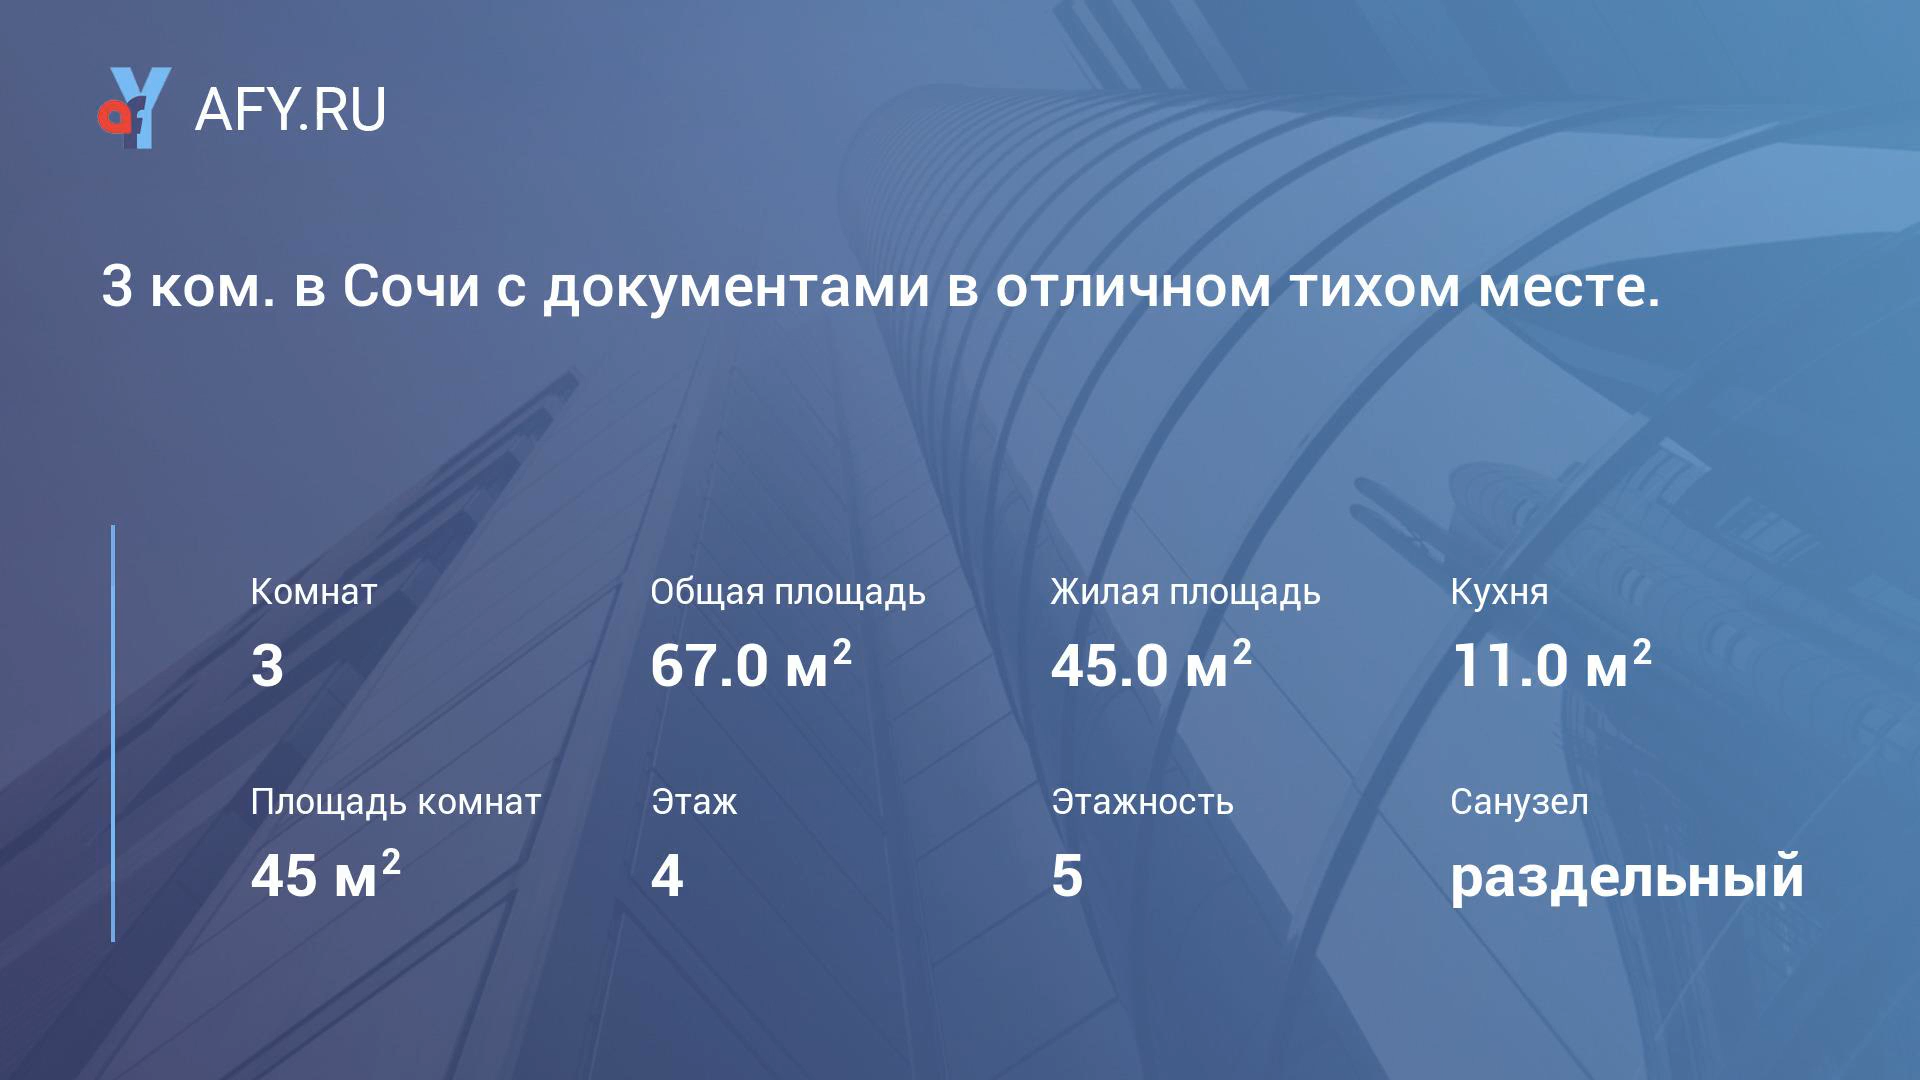 AFY.RU
3 ком. в Сочи с документами в отличном тихом месте.
Комнат
3
Общая площадь
67.0 м²
Жилая площадь
45.0 м²
Кухня
11.0 м²
Площадь комнат
45 м²
Этаж
4
Этажность
5
Санузел
раздельный